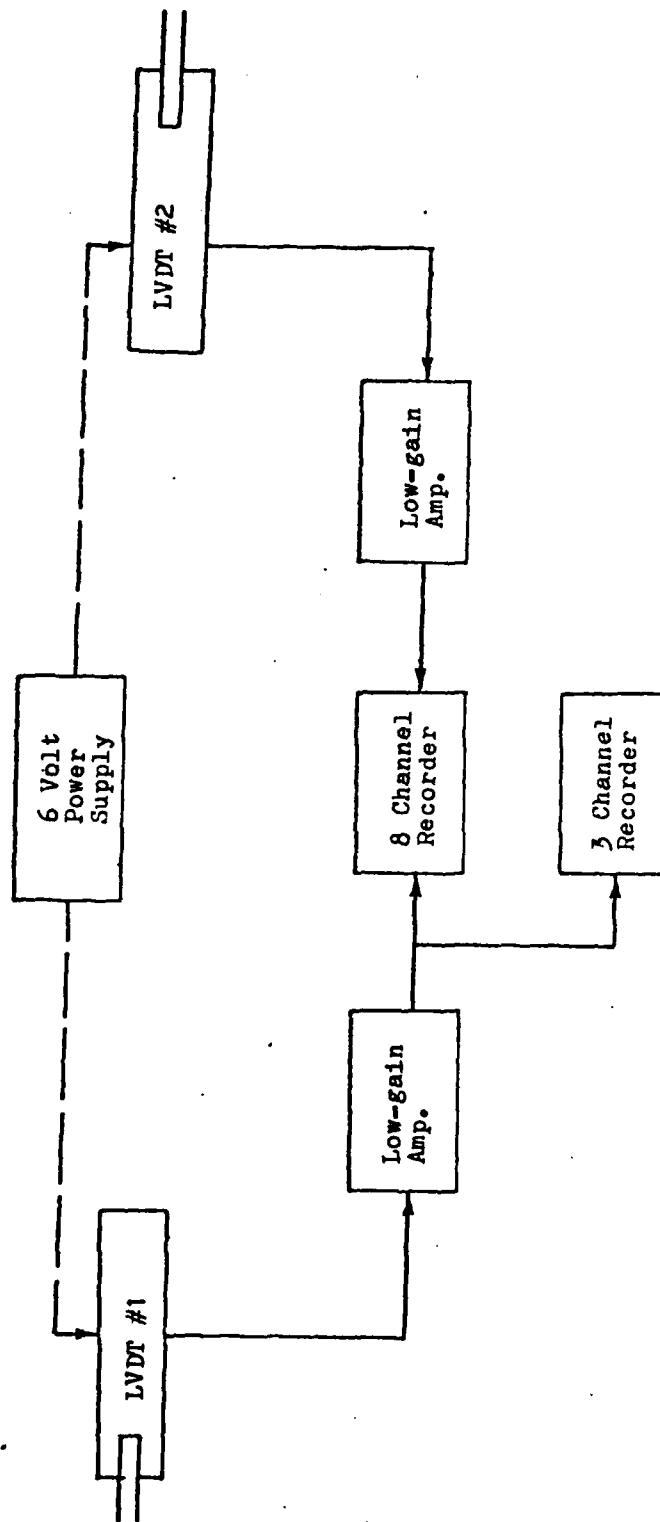 6 Volt
Power
Supply
LVDT #1
LVDT #2
Low-gain
Amp.
8 Channel
Recorder
Low-gain
Amp.
3 Channel
Recorder